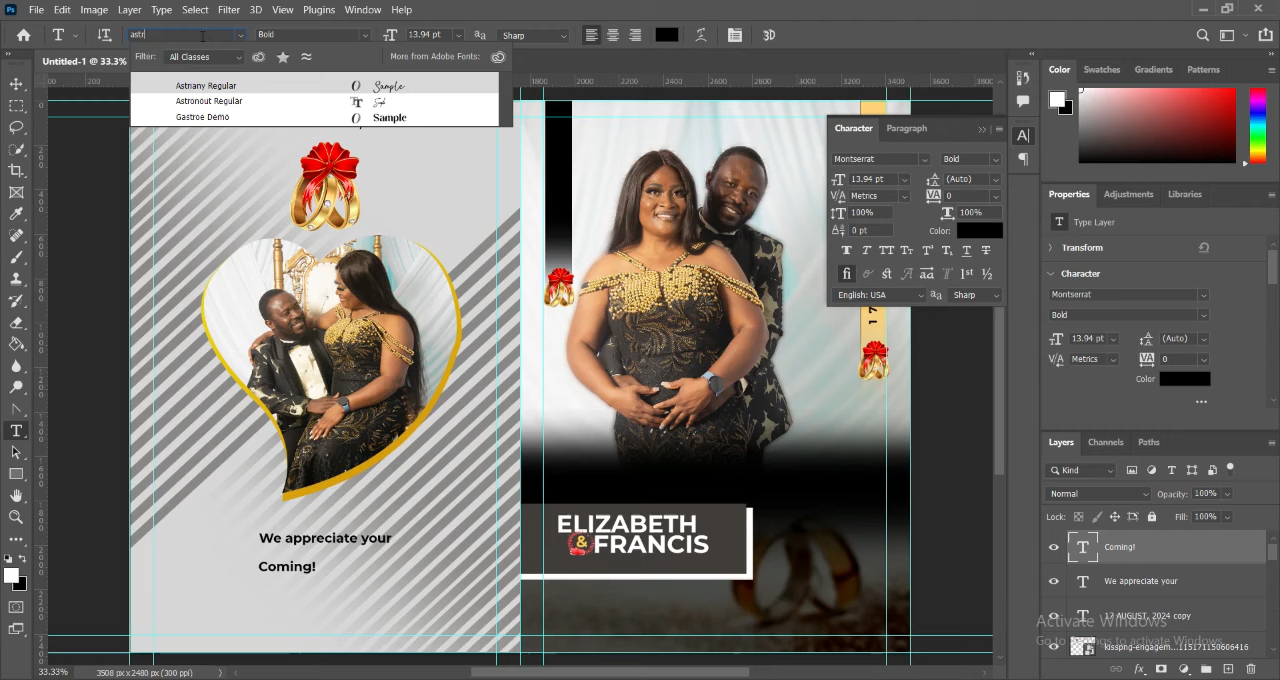 Ps File Edit Image Layer Type Select Filter 3D View Plugins Window Help
astr Bold 13.94 pt Sharp 3D
Filter: All Classes More from Adobe Fonts:
Untitled-1 @ 33.3%
Astriany Regular Sample
Astronout Regular
Gastroe Demo Sample
We appreciate your
Coming!
ELIZABETH
&
FRANCIS
17
Character Paragraph
Montserrat Bold
13.94 pt (Auto)
Metrics 0
100% 100%
0 pt Color:
English: USA Sharp
Color Swatches Gradients Patterns
Properties Adjustments Libraries
Type Layer
Transform
Character
Montserrat
Bold
13.94 pt (Auto)
Metrics 0
Color
Layers Channels Paths
Kind
Normal Opacity: 100%
Lock: Fill: 100%
Coming!
We appreciate your
17 AUGUST, 2024 copy
kisspng-engagem...115171150606416
Activate Windows
Go to Settings to activate Windows.
33.33% 3508 px x 2480 px (300 ppi)